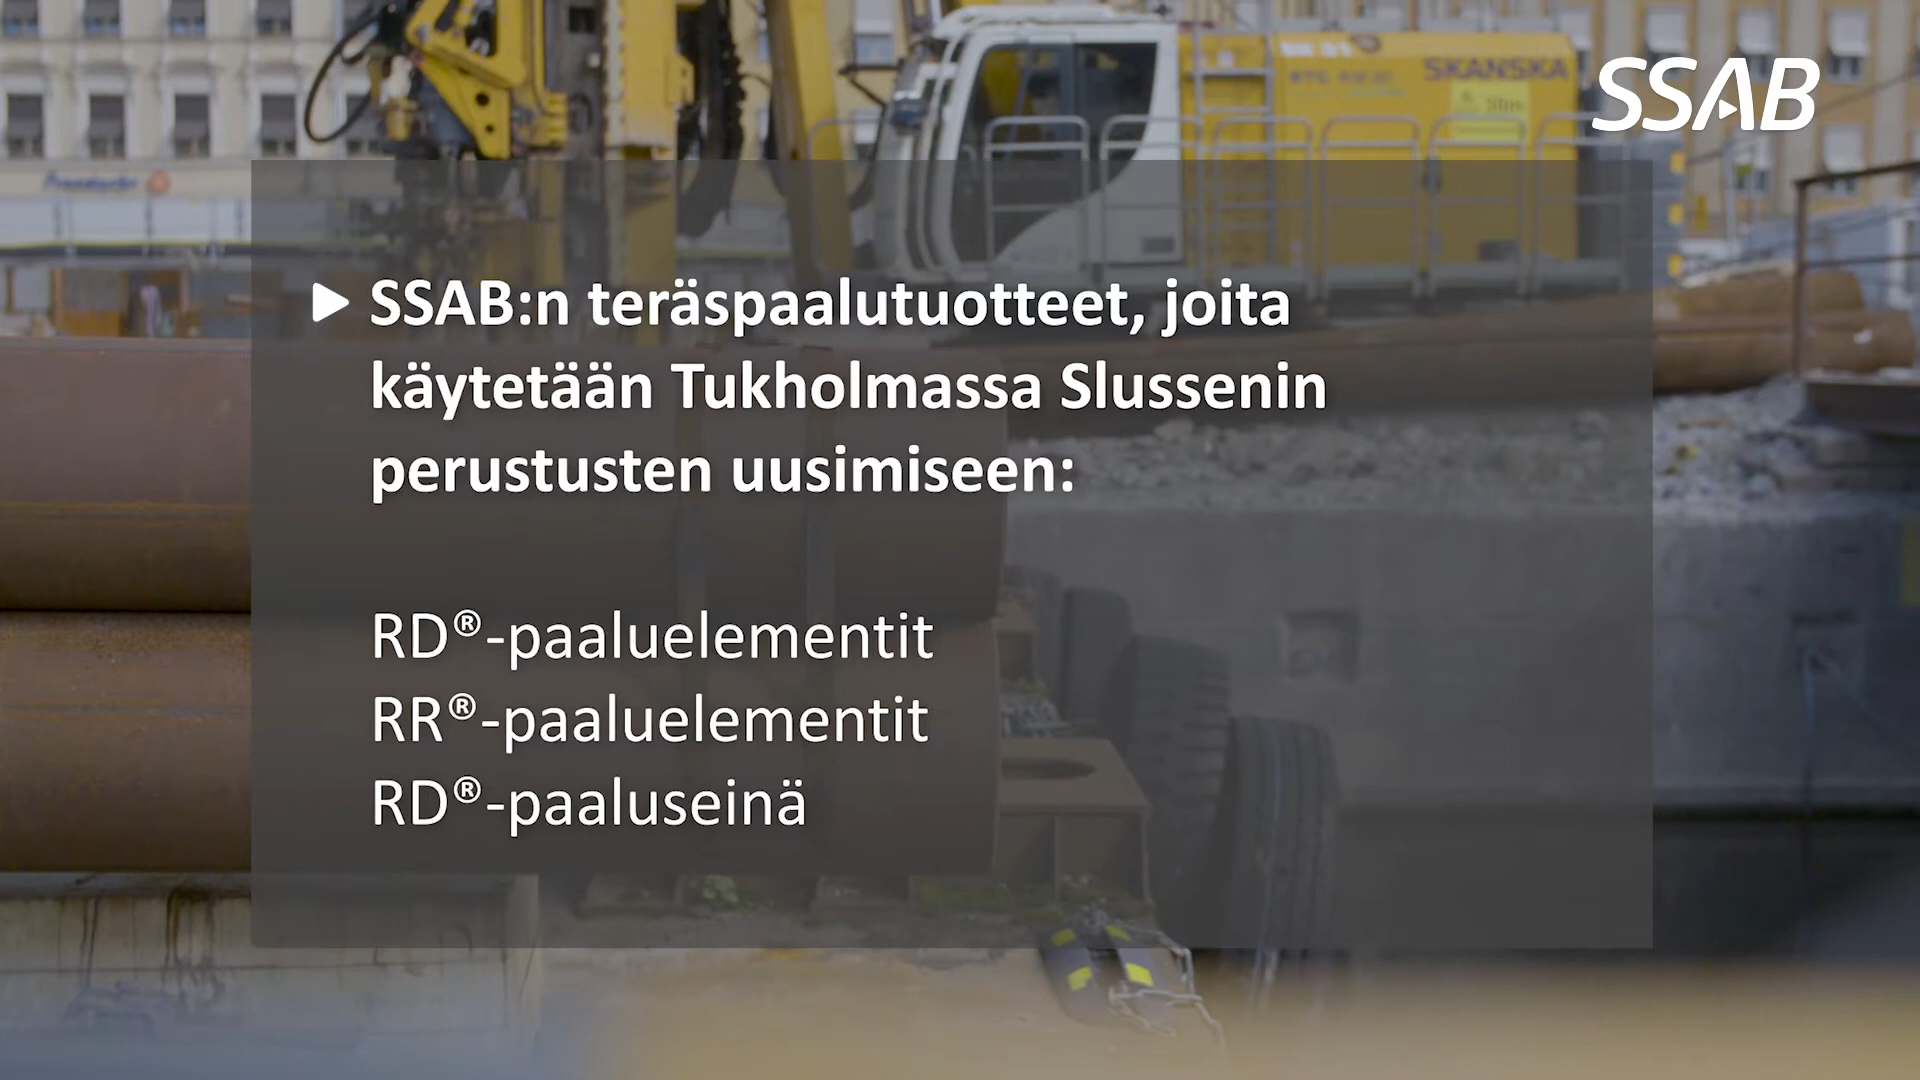 SKANSKA
SSAB
SSAB:n teräspaalutuotteet, joita
käytetään Tukholmassa Slussenin
perustusten uusimiseen:
RD®-paaluelementit
RR®-paaluelementit
RD®-paaluseinä